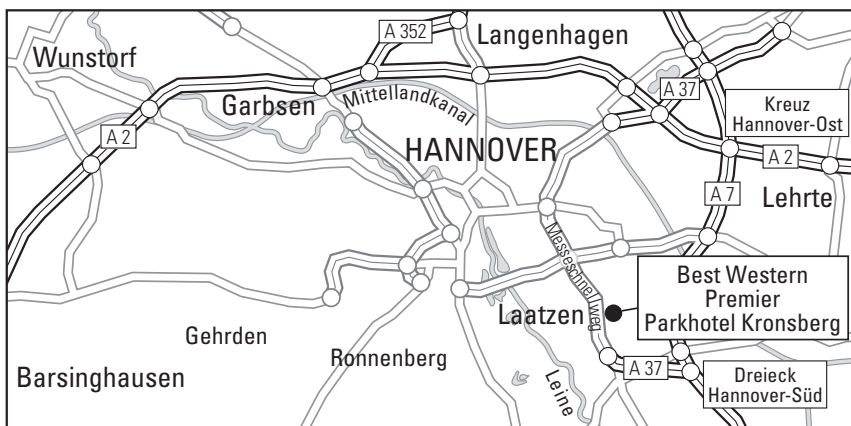 A 352
Langenhagen
Wunstorf
Garbsen
Mittellandkanal
A 37
Kreuz
Hannover-Ost
A 2
HANNOVER
A 2
A 7
Lehrte
Messeschnellweg
Best Western
Premier
Parkhotel Kronsberg
Laatzen
Gehrden
Ronnenberg
Barsinghausen
Leine
A 37
Dreieck
Hannover-Süd